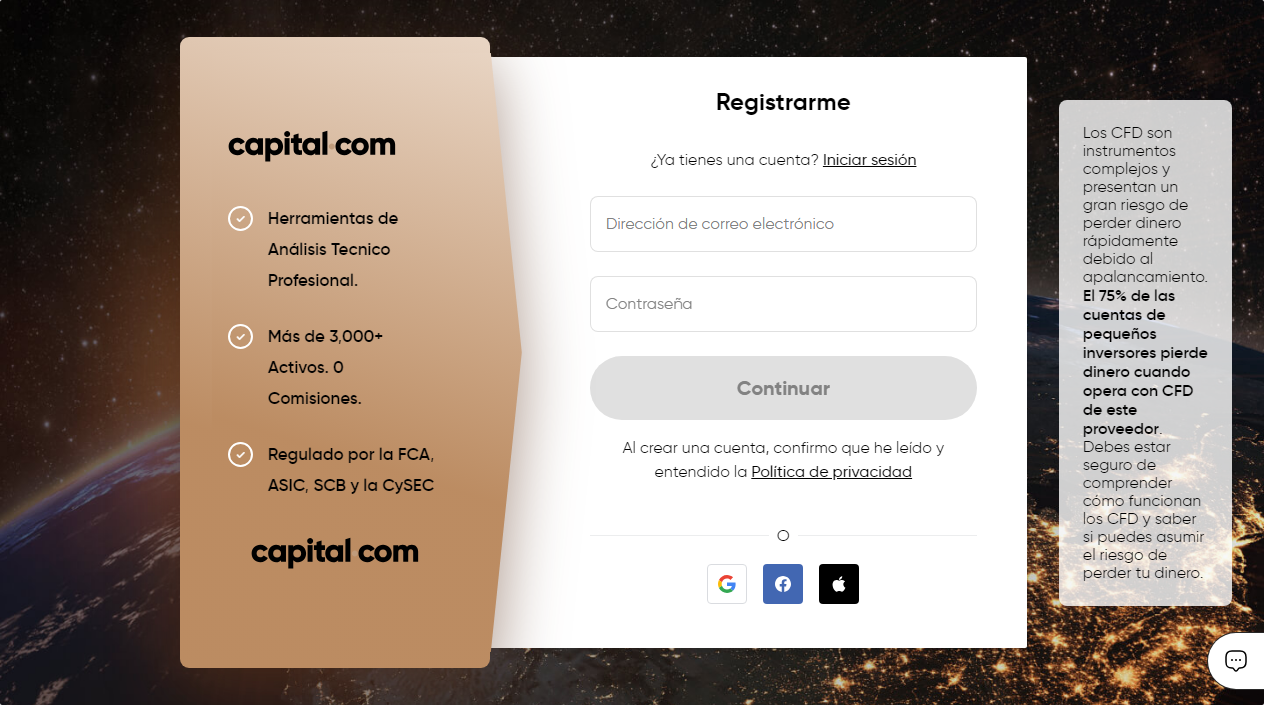 capital.com
Herramientas de
Análisis Tecnico
Profesional.
Más de 3,000+
Activos. 0
Comisiones.
Regulado por la FCA,
ASIC, SCB y la CySEC
capital com
Registrarme
¿Ya tienes una cuenta? Iniciar sesión
Dirección de correo electrónico
Contraseña
Continuar
Al crear una cuenta, confirmo que he leído y
entendido la Política de privacidad
O
Los CFD son
instrumentos
complejos y
presentan un
gran riesgo de
perder dinero
rápidamente
debido al
apalancamiento.
El 75% de las
cuentas de
pequeños
inversores pierde
dinero cuando
opera con CFD
de este
proveedor.
Debes estar
seguro de
comprender
cómo funcionan
los CFD y saber
si puedes asumir
el riesgo de
perder tu dinero.